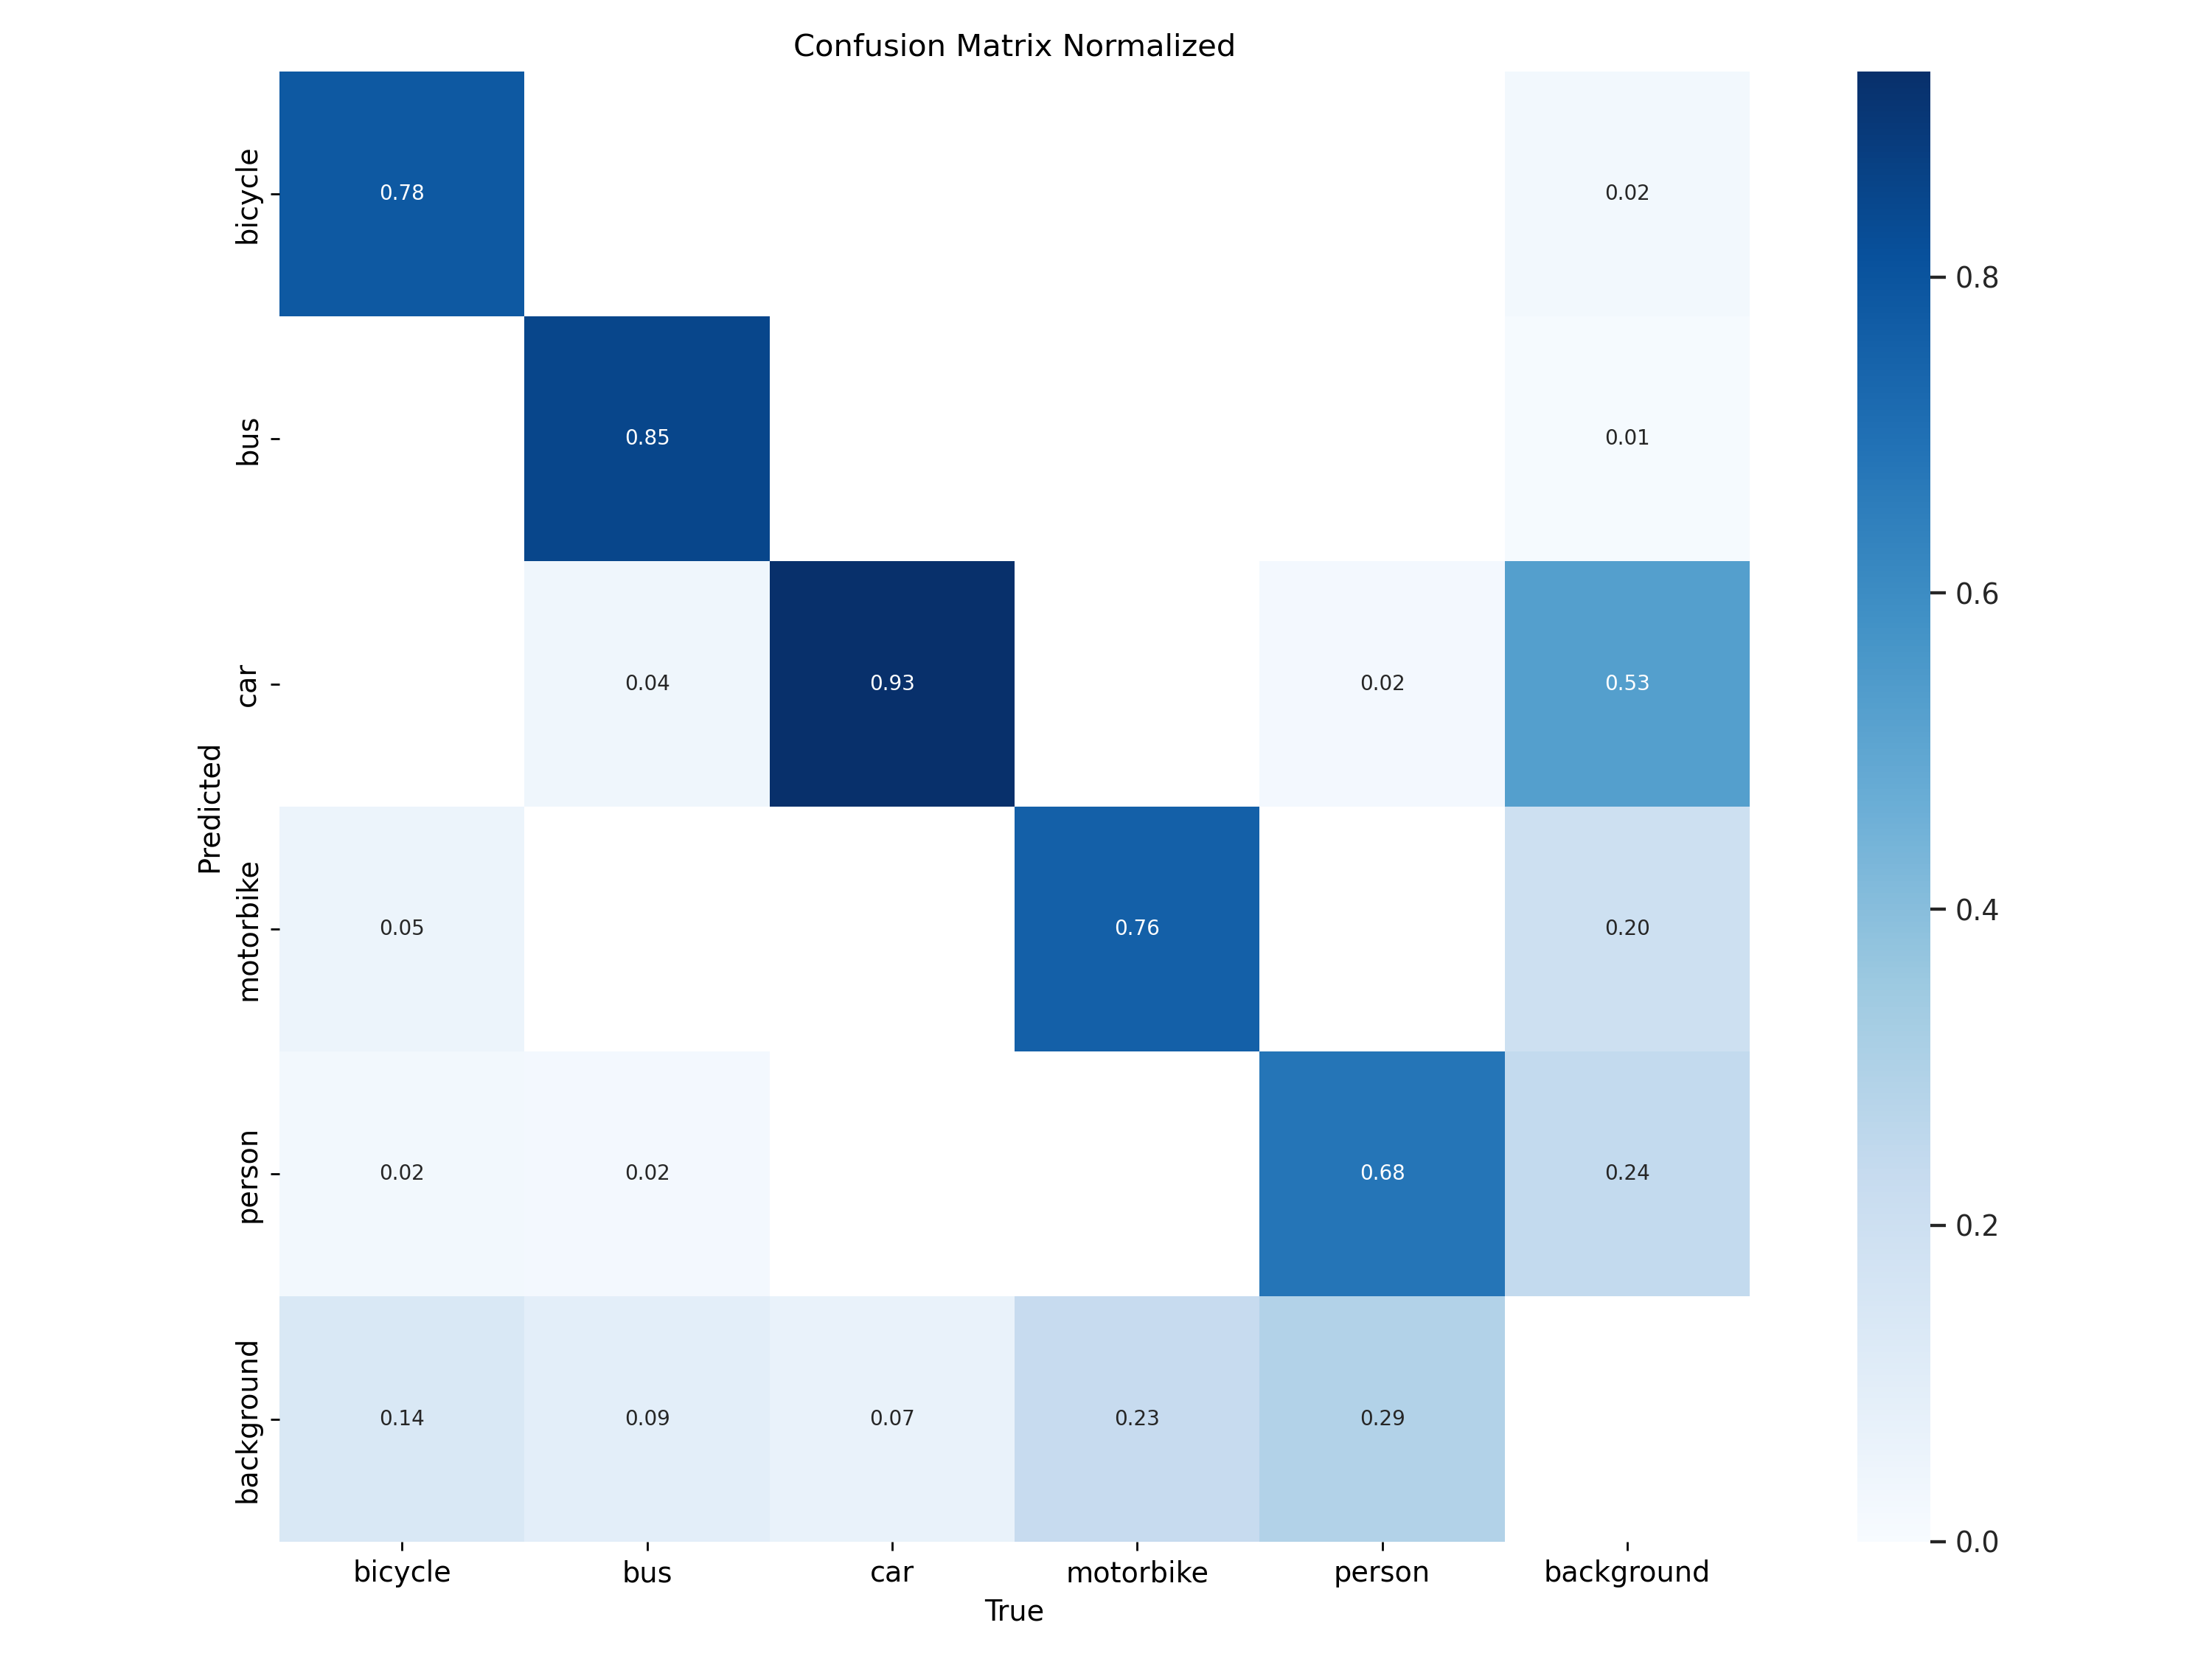 Confusion Matrix Normalized
bicycle
0.78
0.02
bus
0.85
0.01
car
0.04
0.93
0.02
0.53
motorbike
0.05
0.76
0.20
person
0.02
0.02
0.68
0.24
background
0.14
0.09
0.07
0.23
0.29
Predicted
bicycle
bus
car
motorbike
person
background
True
0.8
0.6
0.4
0.2
0.0